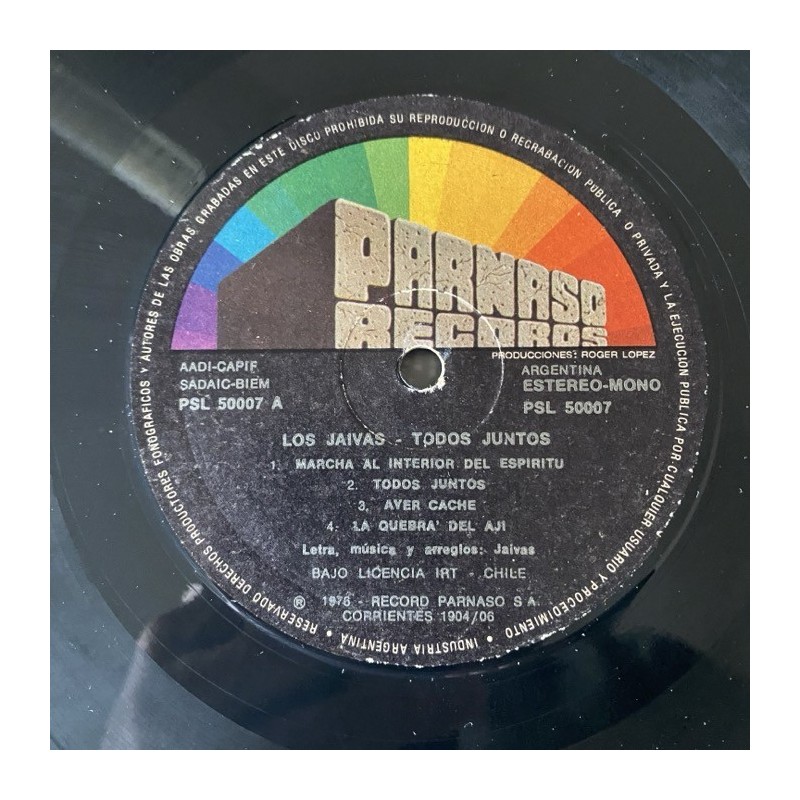 RESERVADO DERECHOS PRODUCTORES FONOGRAFICOS Y AUTORES DE LAS OBRAS GRABADAS EN ESTE DISCO PROHIBIDA SU REPRODUCCION O REGRABACION PUBLICA O PRIVADA Y LA EJECUCION PUBLICA POR CUALQUIER USUARIO Y PROCEDIMIENTO • INDUSTRIA ARGENTINA •
PARNASO
RECORDS
PRODUCCIONES: ROGER LOPEZ
AADI-CAPIF
SADAIC-BIEM
PSL 50007 A
ARGENTINA
ESTEREO-MONO
PSL 50007
LOS JAIVAS - TODOS JUNTOS
1. MARCHA AL INTERIOR DEL ESPIRITU
2. TODOS JUNTOS
3. AYER CACHE
4. LA QUEBRA' DEL AJI
Letra, música y arreglos: Jaivas
BAJO LICENCIA IRT - CHILE
℗ 1976 - RECORD PARNASO S A.
CORRIENTES 1904/06